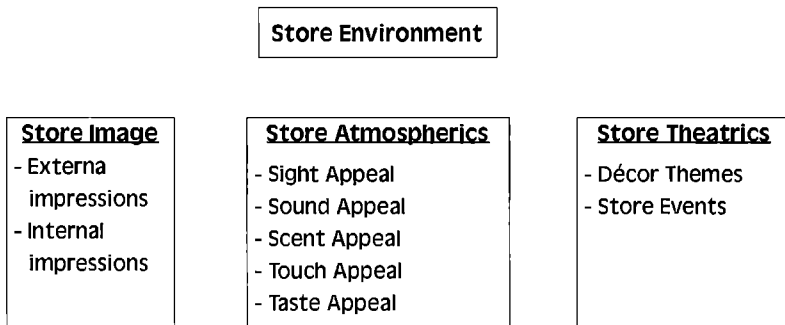 Store Environment
Store Image
- Externa
impressions
- Internal
impressions
Store Atmospherics
- Sight Appeal
- Sound Appeal
- Scent Appeal
- Touch Appeal
- Taste Appeal
Store Theatrics
- Décor Themes
- Store Events